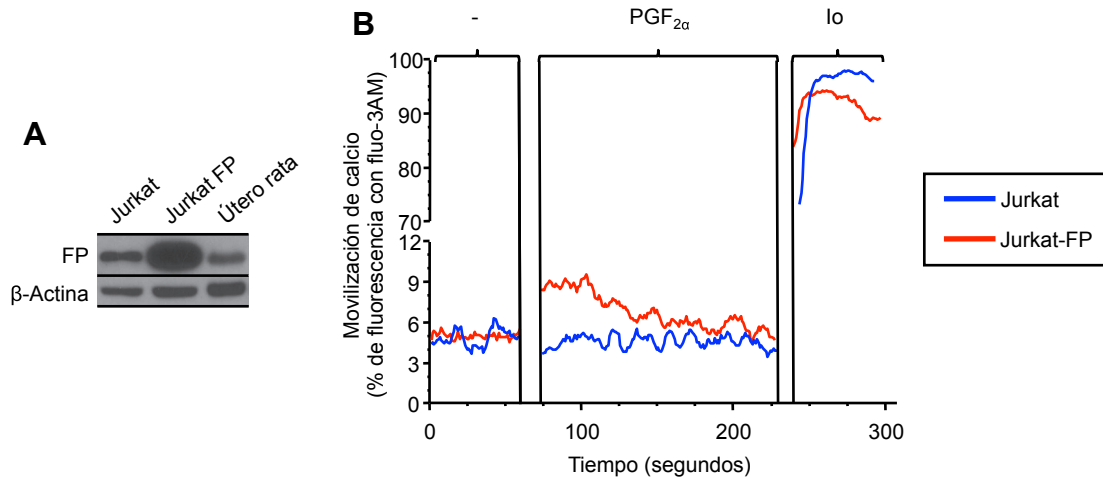 A
Jurkat
Jurkat FP
Útero rata
FP
β-Actina
B
-
PGF2α
Io
Movilización de calcio
(% de fluorescencia con fluo-3AM)
100
90
80
70
12
9
6
3
0
0
100
200
300
Tiempo (segundos)
Jurkat
Jurkat-FP